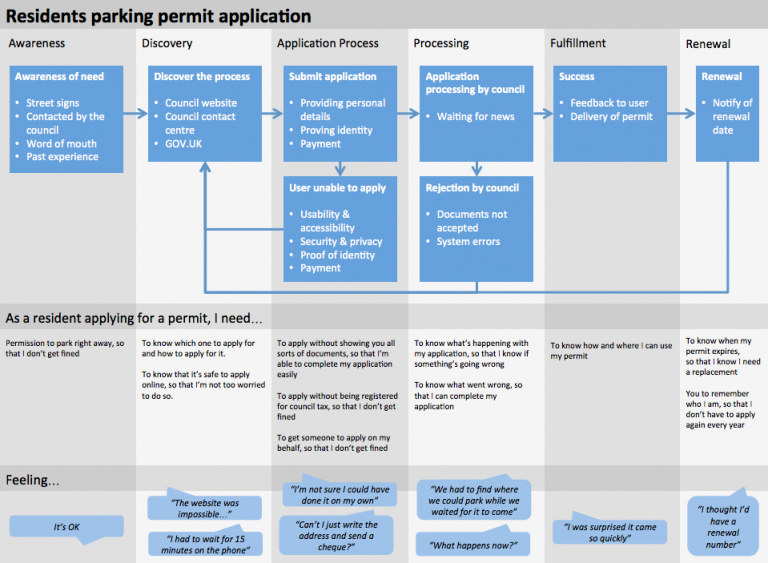 Residents parking permit application
Awareness
Discovery
Application Process
Processing
Fulfillment
Renewal
Awareness of need
• Street signs
• Contacted by the
council
• Word of mouth
• Past experience
Discover the process
• Council website
• Council contact
centre
• GOV.UK
Submit application
• Providing personal
details
• Proving identity
• Payment
Application
processing by council
• Waiting for news
Success
• Feedback to user
• Delivery of permit
Renewal
• Notify of
renewal
date
User unable to apply
• Usability &
accessibility
• Security & privacy
• Proof of identity
• Payment
Rejection by council
• Documents not
accepted
• System errors
As a resident applying for a permit, I need…
Permission to park right away, so
that I don't get fined
To know which one to apply for
and how to apply for it.
To know that it's safe to apply
online, so that I'm not too worried
to do so.
To apply without showing you all
sorts of documents, so that I'm
able to complete my application
easily
To apply without being registered
for council tax, so that I don't get
fined
To get someone to apply on my
behalf, so that I don't get fined
To know what's happening with
my application, so that I know if
something's going wrong
To know what went wrong, so
that I can complete my
application
To know how and where I can use
my permit
To know when my
permit expires,
so that I know I need
a replacement
You to remember
who I am, so that I
don't have to apply
again every year
Feeling…
It's OK
"The website was
impossible…"
"I had to wait for 15
minutes on the phone"
"I'm not sure I could have
done it on my own"
"Can't I just write the
address and send a
cheque?"
"We had to find where
we could park while we
waited for it to come"
"What happens now?"
"I was surprised it came
so quickly"
"I thought I'd
have a
renewal
number"